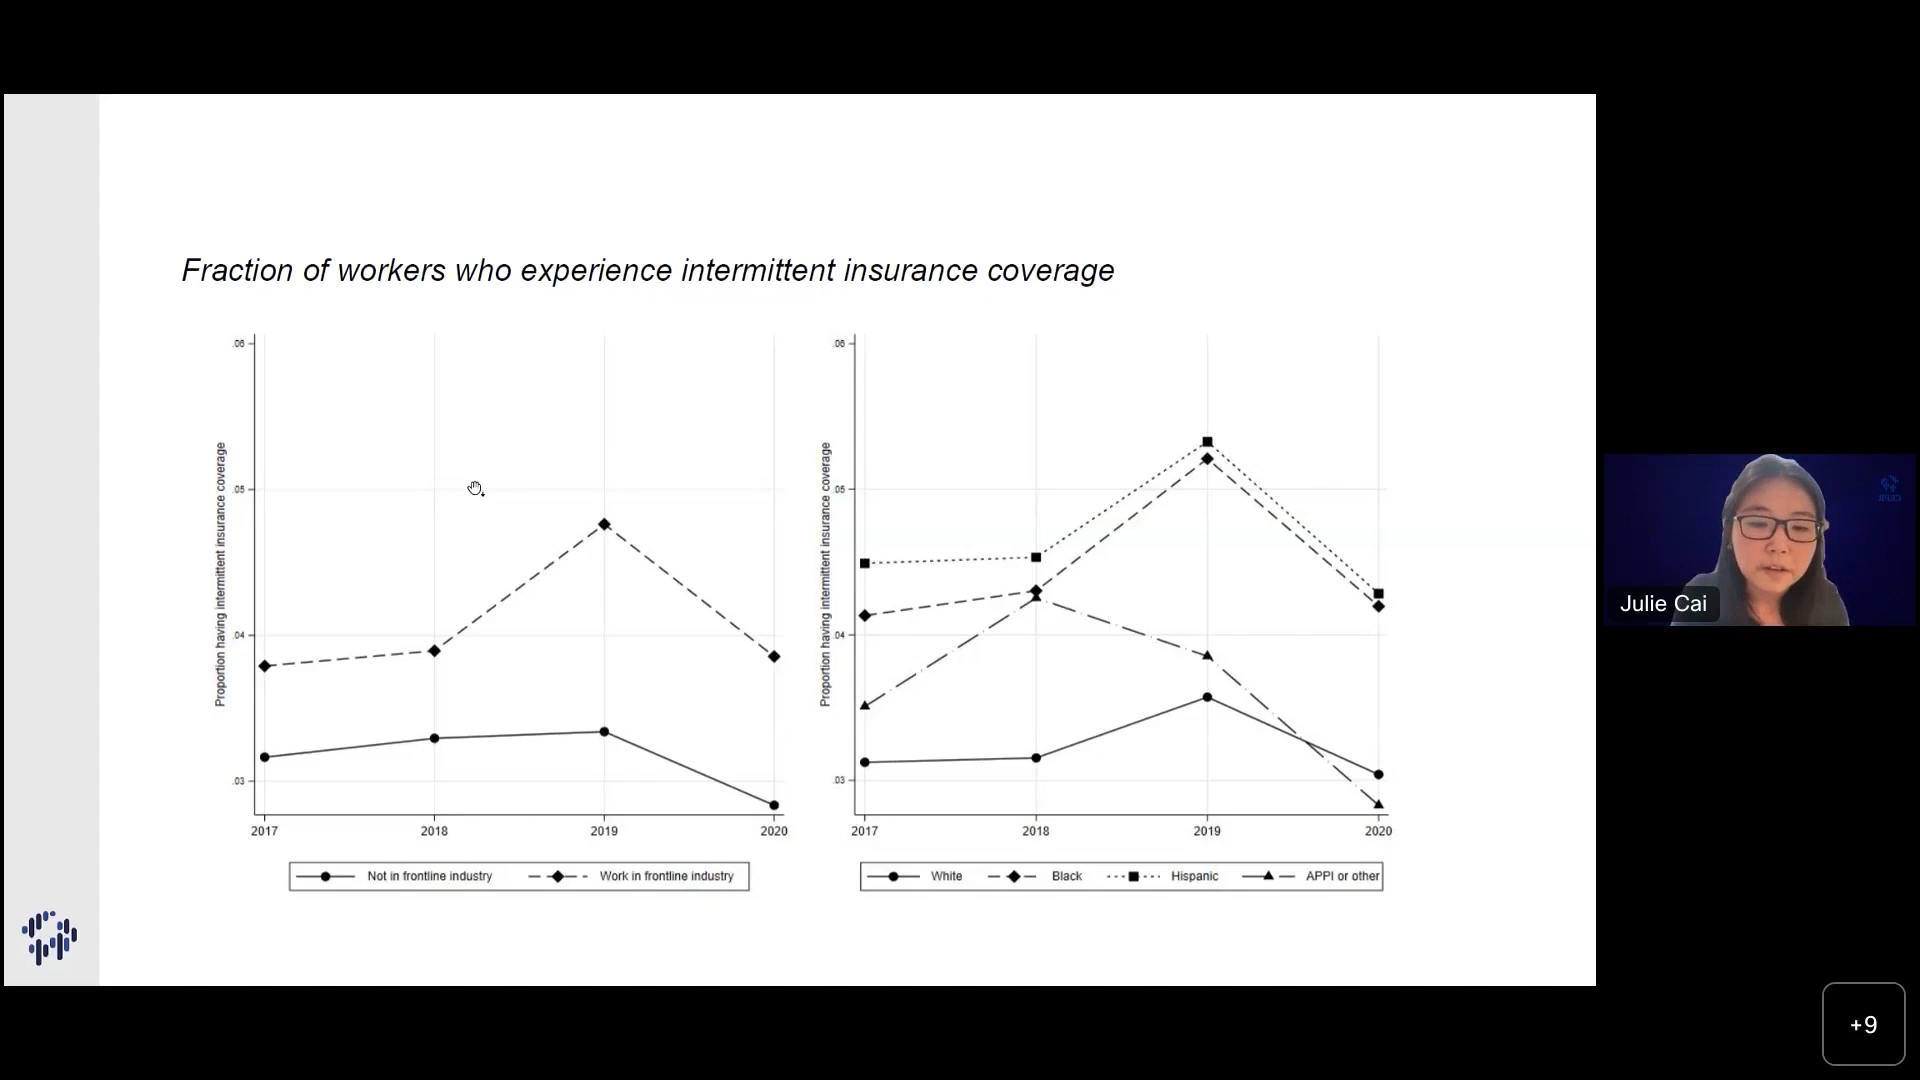 Fraction of workers who experience intermittent insurance coverage
Proportion having intermittent insurance coverage
.06
.05
.04
.03
2017 2018 2019 2020
Not in frontline industry Work in frontline industry
Proportion having intermittent insurance coverage
.06
.05
.04
.03
2017 2018 2019 2020
White Black Hispanic APPI or other
Julie Cai
+9